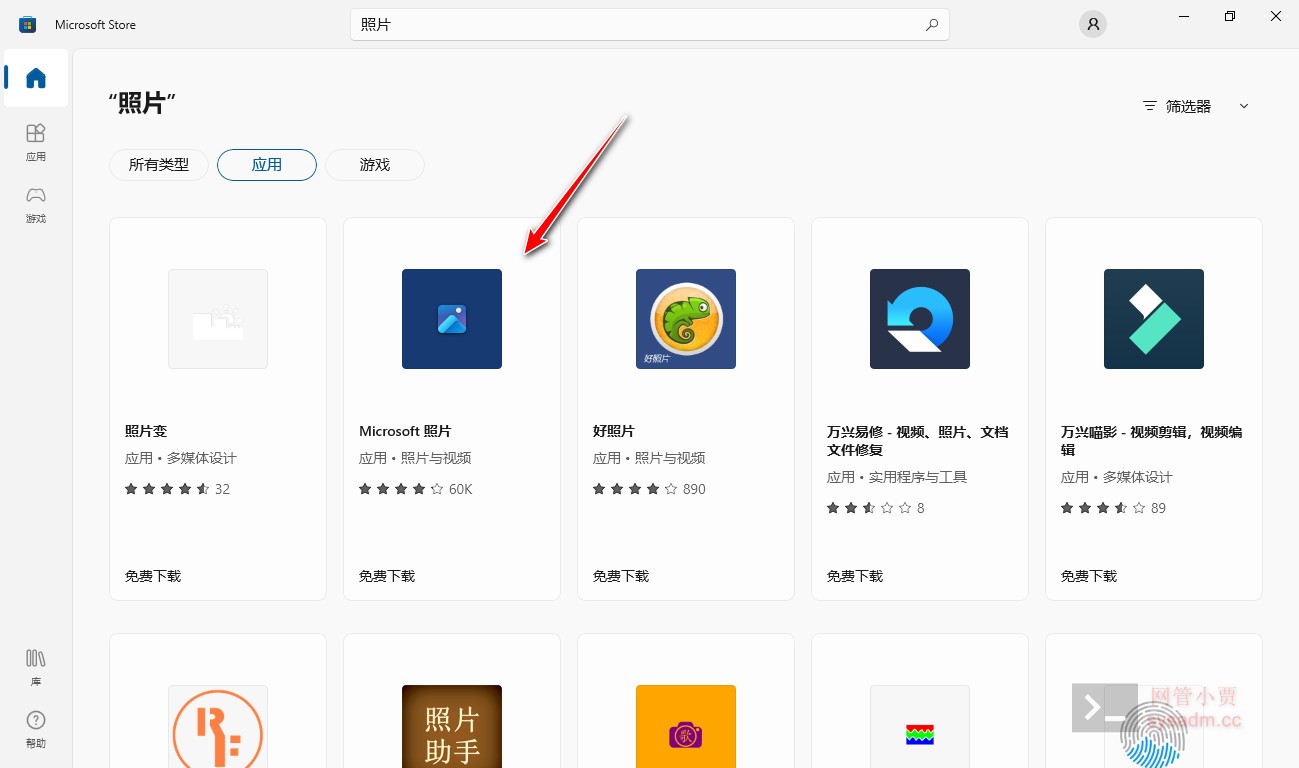 Microsoft Store
照片
“照片”
筛选器
所有类型
应用
游戏
应用
游戏
好照片
照片变
应用・多媒体设计
32
免费下载
Microsoft 照片
应用・照片与视频
60K
免费下载
好照片
应用・照片与视频
890
免费下载
万兴易修 - 视频、照片、文档
文件修复
应用・实用程序与工具
8
免费下载
万兴喵影 - 视频剪辑，视频编
辑
应用・多媒体设计
89
免费下载
库
帮助
照片
助手
歌
网管小贾
sysadm.cc